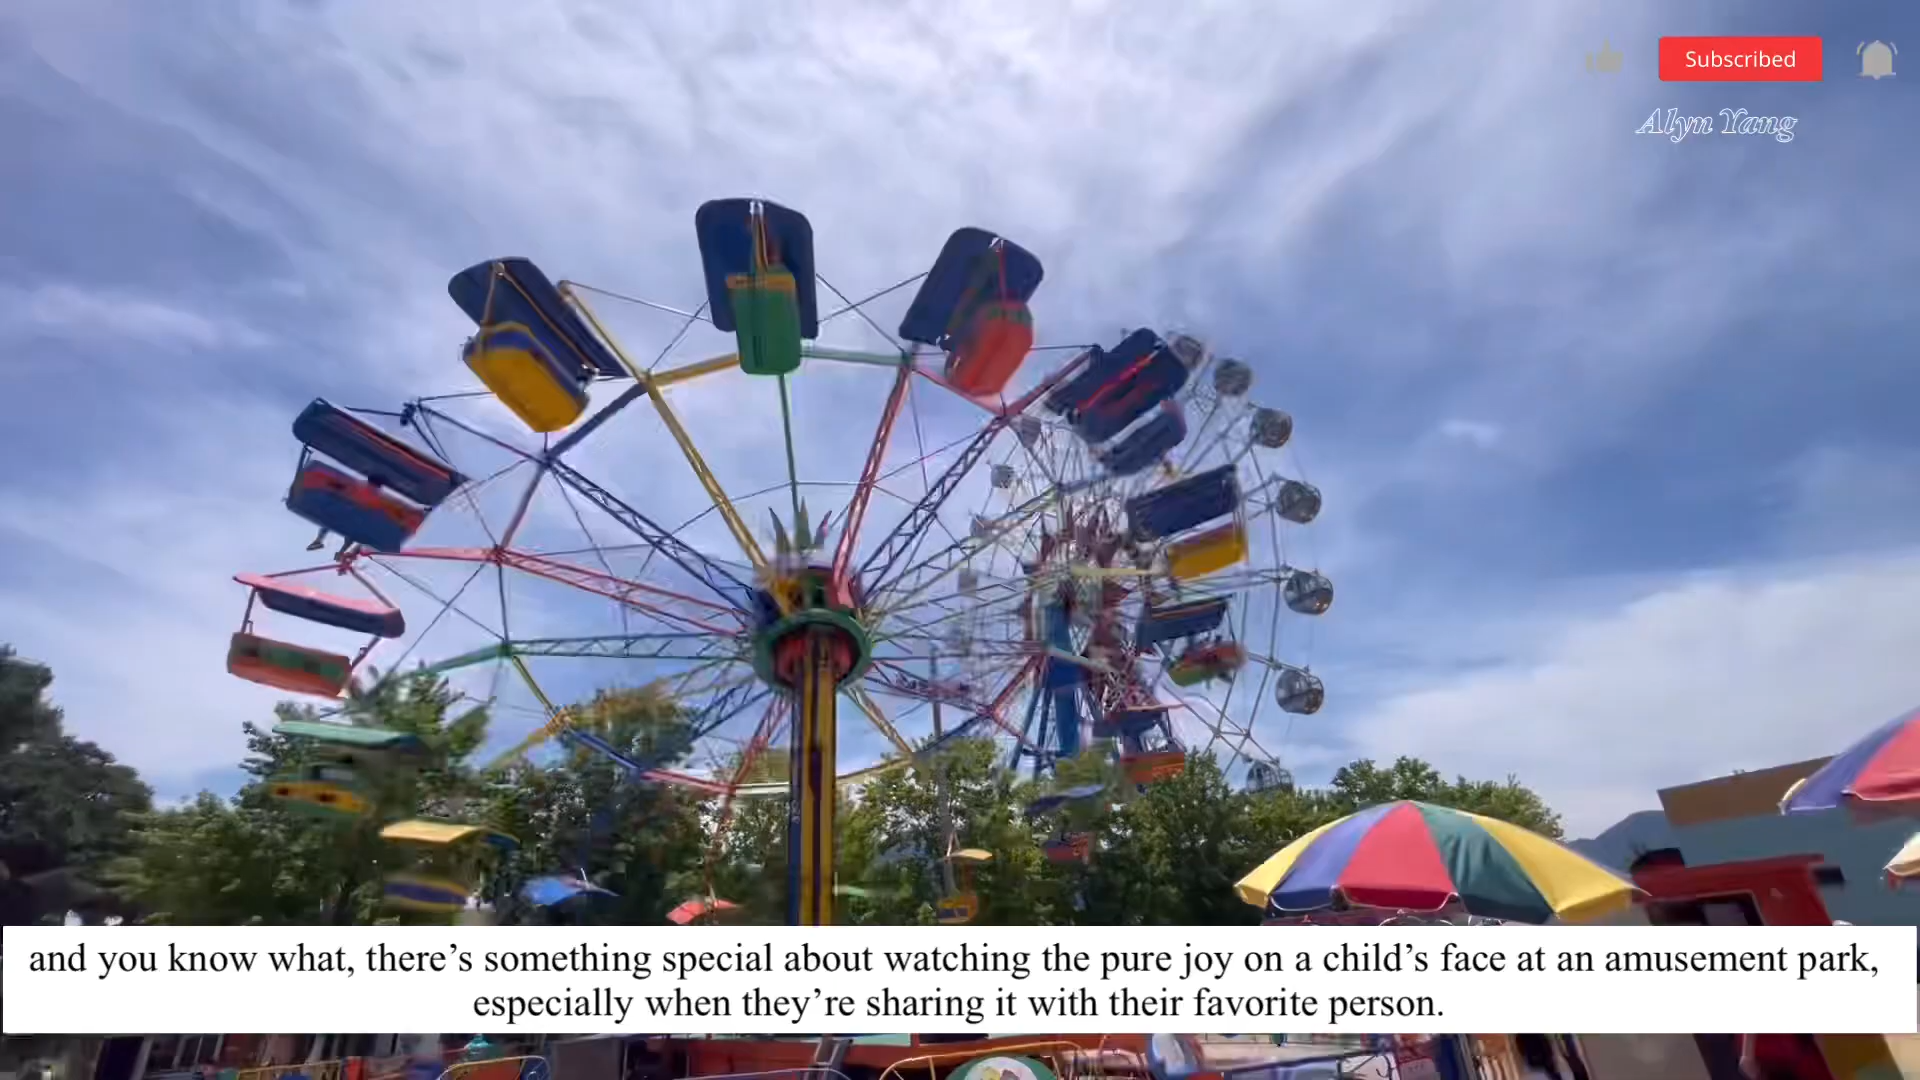 Subscribed
Alyn Yang
and you know what, there’s something special about watching the pure joy on a child’s face at an amusement park,
especially when they’re sharing it with their favorite person.